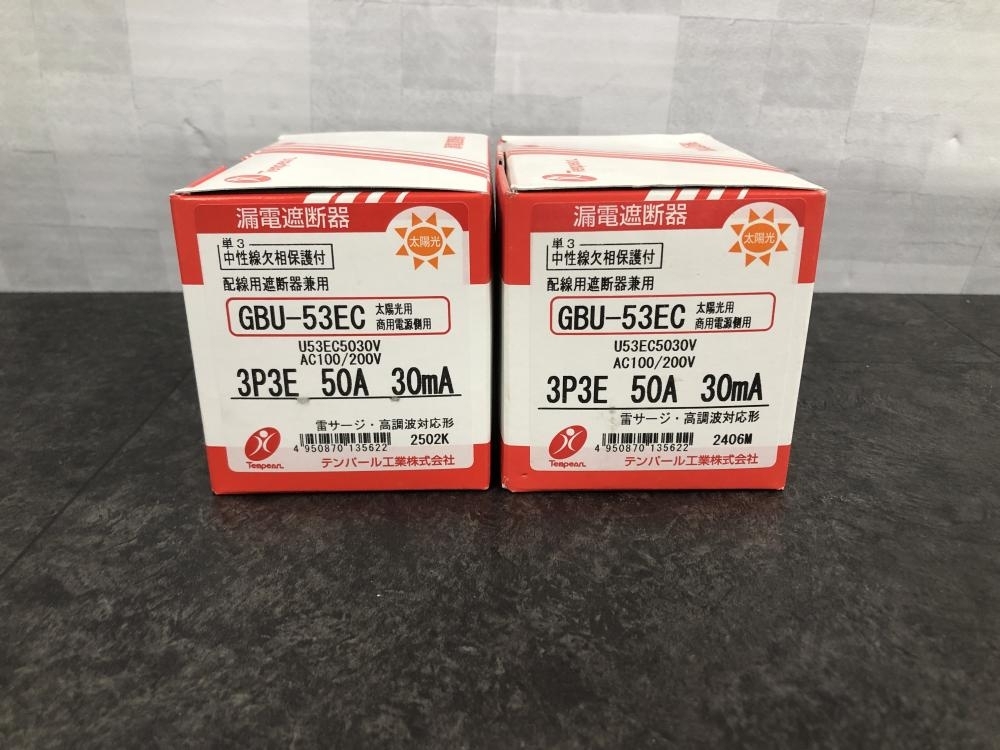 Tempearl
漏電遮断器
太陽光
単3
中性線欠相保護付
配線用遮断器兼用
GBU-53EC
太陽光用
商用電源側用
U53EC5030V
AC100/200V
3P3E 50A 30mA
雷サージ・高調波対応形
4 950870 135622
2502K
Tempearl
テンパール工業株式会社
Tempearl
漏電遮断器
太陽光
単3
中性線欠相保護付
配線用遮断器兼用
GBU-53EC
太陽光用
商用電源側用
U53EC5030V
AC100/200V
3P3E 50A 30mA
雷サージ・高調波対応形
4 950870 135622
2406M
Tempearl
テンパール工業株式会社